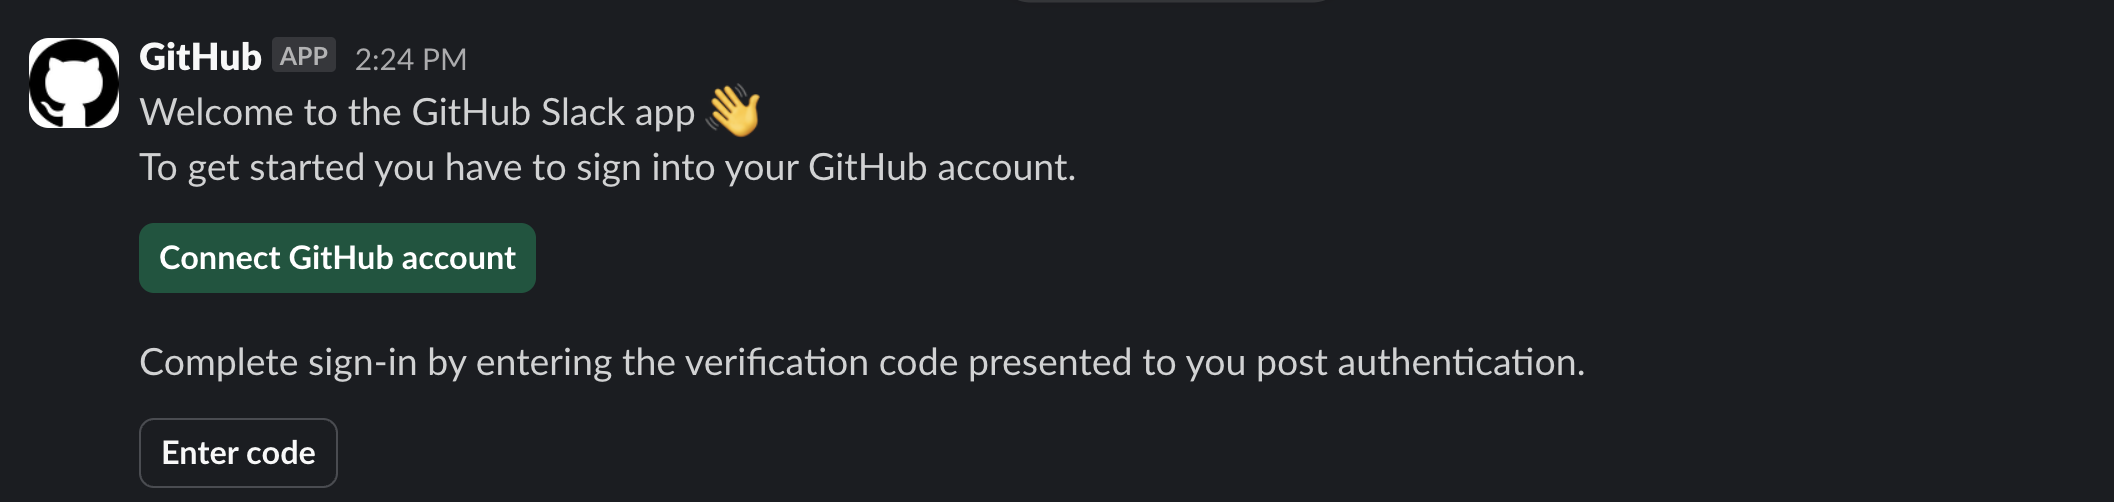 GitHub APP 2:24 PM
Welcome to the GitHub Slack app 👋
To get started you have to sign into your GitHub account.
Connect GitHub account
Complete sign-in by entering the verification code presented to you post authentication.
Enter code